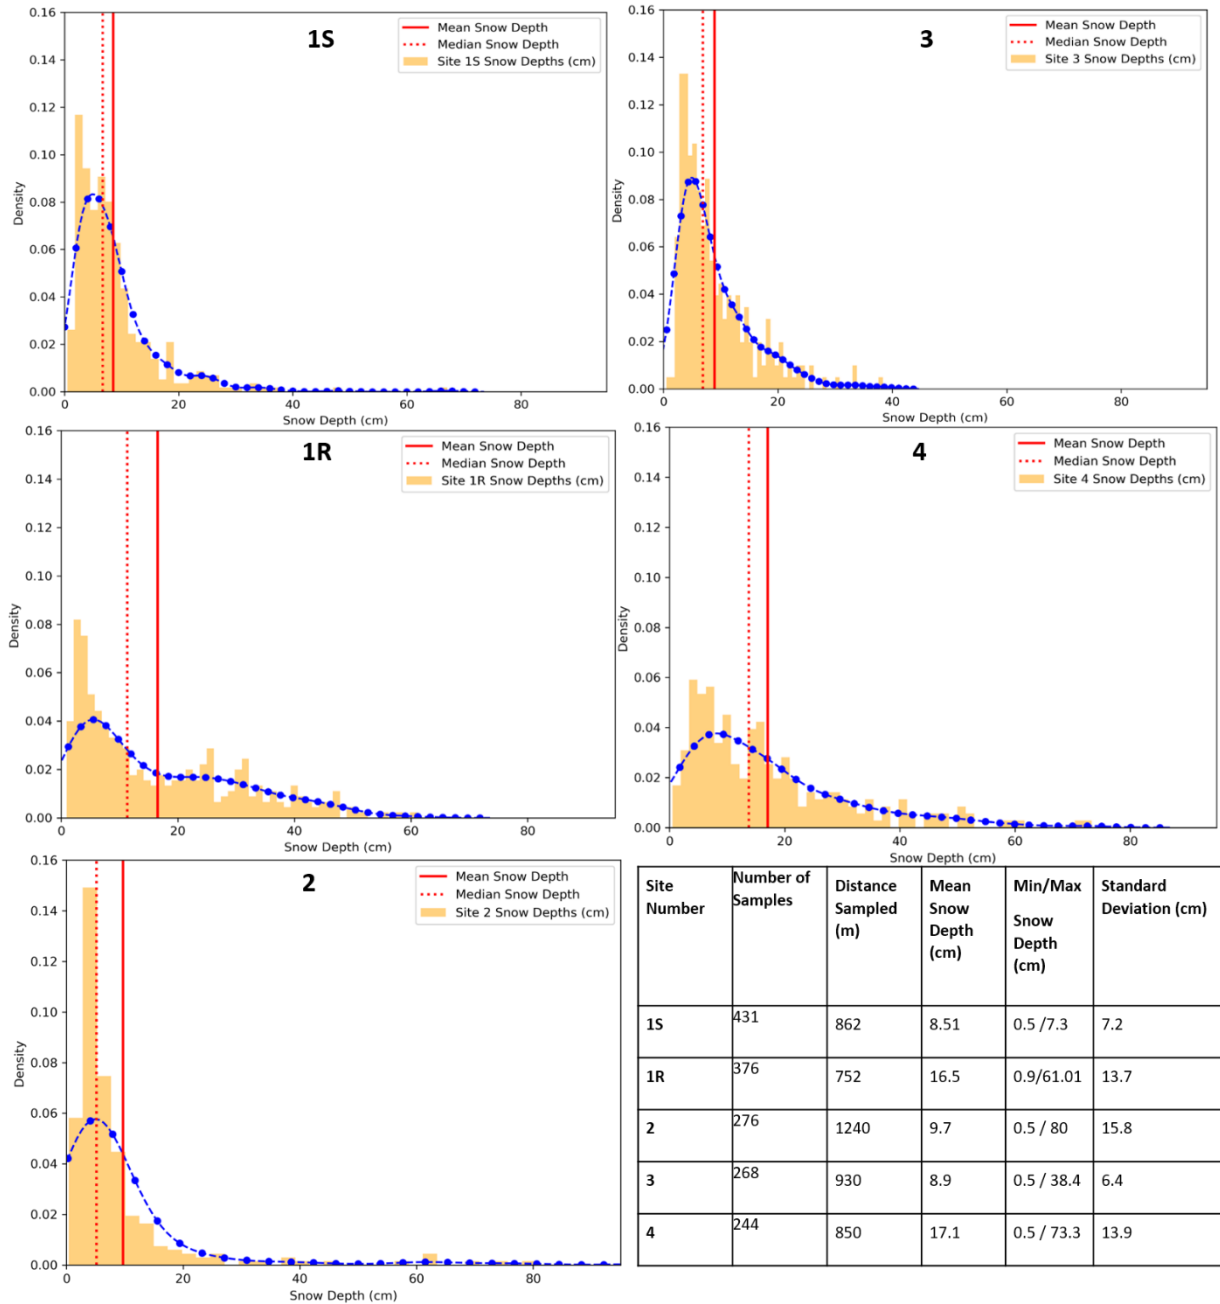 1S
Mean Snow Depth
Median Snow Depth
Site 1S Snow Depths (cm)
0.16
0.14
0.12
0.10
0.08
0.06
0.04
0.02
0.00
Density
0
20
40
60
80
Snow Depth (cm)
3
Mean Snow Depth
Median Snow Depth
Site 3 Snow Depths (cm)
0.16
0.14
0.12
0.10
0.08
0.06
0.04
0.02
0.00
Density
0
20
40
60
80
Snow Depth (cm)
1R
Mean Snow Depth
Median Snow Depth
Site 1R Snow Depths (cm)
0.16
0.14
0.12
0.10
0.08
0.06
0.04
0.02
0.00
Density
0
20
40
60
80
Snow Depth (cm)
4
Mean Snow Depth
Median Snow Depth
Site 4 Snow Depths (cm)
0.16
0.14
0.12
0.10
0.08
0.06
0.04
0.02
0.00
Density
0
20
40
60
80
Snow Depth (cm)
2
Mean Snow Depth
Median Snow Depth
Site 2 Snow Depths (cm)
0.16
0.14
0.12
0.10
0.08
0.06
0.04
0.02
0.00
Density
0
20
40
60
80
Snow Depth (cm)
Site
Number
Number of
Samples
Distance
Sampled
(m)
Mean
Snow
Depth
(cm)
Min/Max
Snow
Depth
(cm)
Standard
Deviation (cm)
1S 431 862 8.51 0.5 /7.3 7.2
1R 376 752 16.5 0.9/61.01 13.7
2 276 1240 9.7 0.5 / 80 15.8
3 268 930 8.9 0.5 / 38.4 6.4
4 244 850 17.1 0.5 / 73.3 13.9